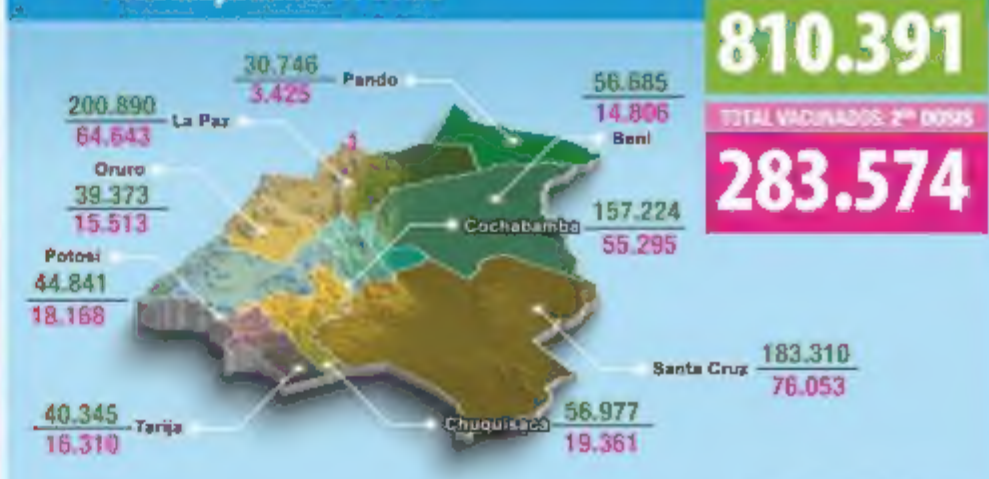 810.391
TOTAL VACUNADOS: 2da DOSIS
283.574
30.746
3.425
Pando
56.685
14.806
Beni
200.890
64.643
La Paz
Oruro
39.373
15.513
Cochabamba
157.224
55.295
Potosí
44.841
18.168
Santa Cruz
183.310
76.053
40.345
16.310
Tarija
Chuquisaca
56.977
19.361